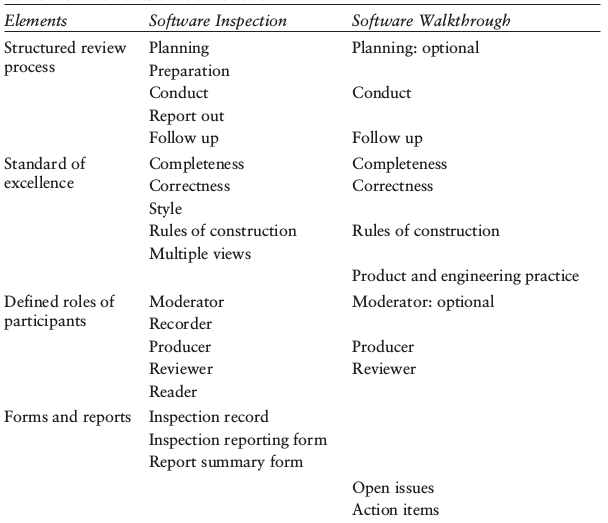 Elements Software Inspection Software Walkthrough
Structured review Planning Planning: optional
process Preparation
Conduct Conduct
Report out
Follow up Follow up
Standard of Completeness Completeness
excellence Correctness Correctness
Style
Rules of construction Rules of construction
Multiple views
Product and engineering practice
Defined roles of Moderator Moderator: optional
participants Recorder
Producer Producer
Reviewer Reviewer
Reader
Forms and reports Inspection record
Inspection reporting form
Report summary form
Open issues
Action items